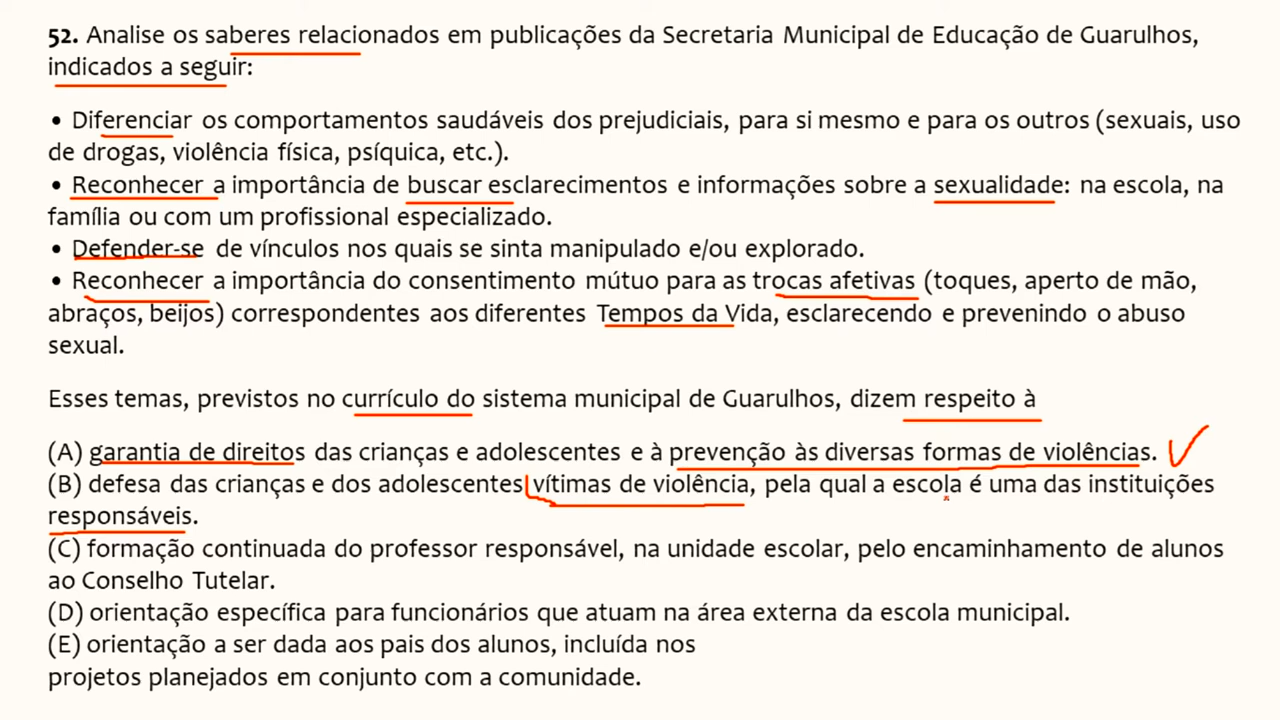 52. Analise os saberes relacionados em publicações da Secretaria Municipal de Educação de Guarulhos,
indicados a seguir:
• Diferenciar os comportamentos saudáveis dos prejudiciais, para si mesmo e para os outros (sexuais, uso
de drogas, violência física, psíquica, etc.).
• Reconhecer a importância de buscar esclarecimentos e informações sobre a sexualidade: na escola, na
família ou com um profissional especializado.
• Defender-se de vínculos nos quais se sinta manipulado e/ou explorado.
• Reconhecer a importância do consentimento mútuo para as trocas afetivas (toques, aperto de mão,
abraços, beijos) correspondentes aos diferentes Tempos da Vida, esclarecendo e prevenindo o abuso
sexual.
Esses temas, previstos no currículo do sistema municipal de Guarulhos, dizem respeito à
(A) garantia de direitos das crianças e adolescentes e à prevenção às diversas formas de violências.
(B) defesa das crianças e dos adolescentes vítimas de violência, pela qual a escola é uma das instituições
responsáveis.
(C) formação continuada do professor responsável, na unidade escolar, pelo encaminhamento de alunos
ao Conselho Tutelar.
(D) orientação específica para funcionários que atuam na área externa da escola municipal.
(E) orientação a ser dada aos pais dos alunos, incluída nos
projetos planejados em conjunto com a comunidade.